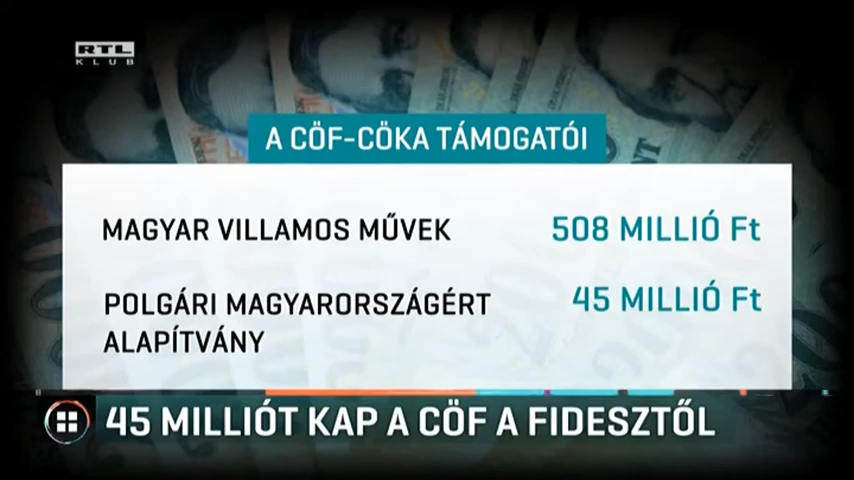 RTL
KLUB
A CÖF-CÖKA TÁMOGATÓI
MAGYAR VILLAMOS MŰVEK 508 MILLIÓ Ft
POLGÁRI MAGYARORSZÁGÉRT 45 MILLIÓ Ft
ALAPÍTVÁNY
45 MILLIÓT KAP A CÖF A FIDESZTŐL